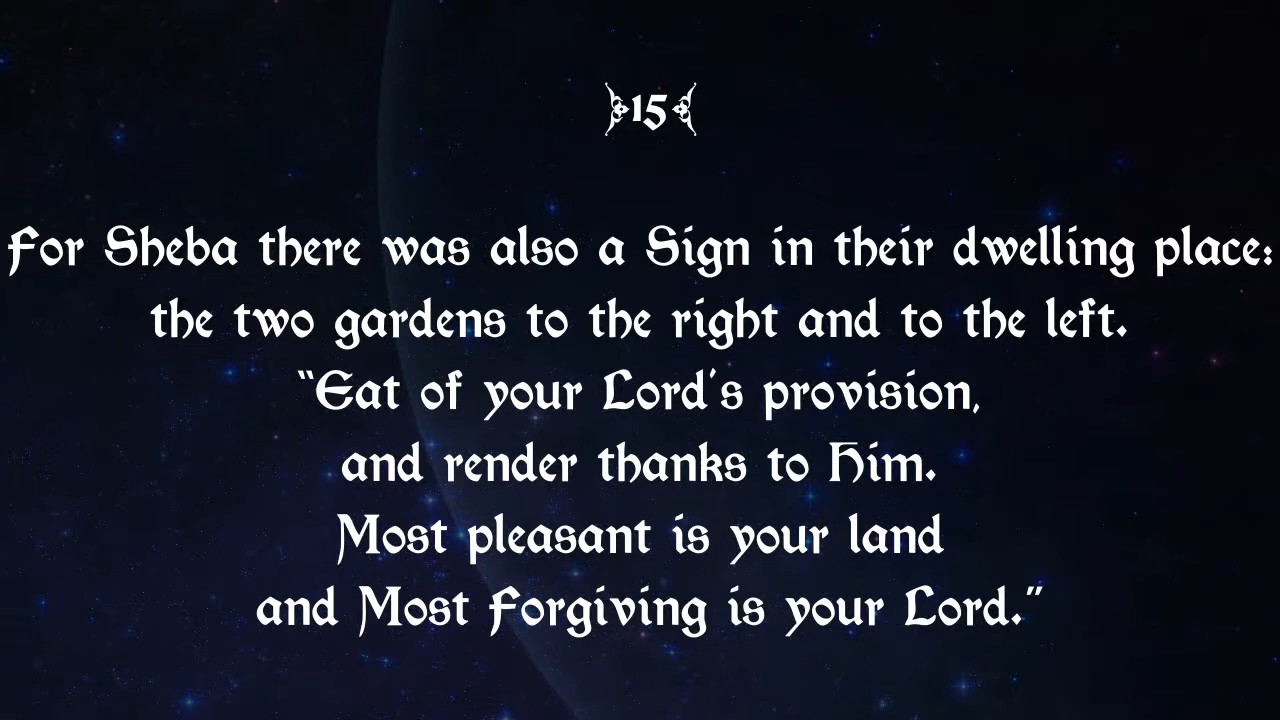 15
For Sheba there was also a Sign in their dwelling place:
the two gardens to the right and to the left.
“Eat of your Lord's provision,
and render thanks to Him.
Most pleasant is your land
and Most Forgiving is your Lord.”